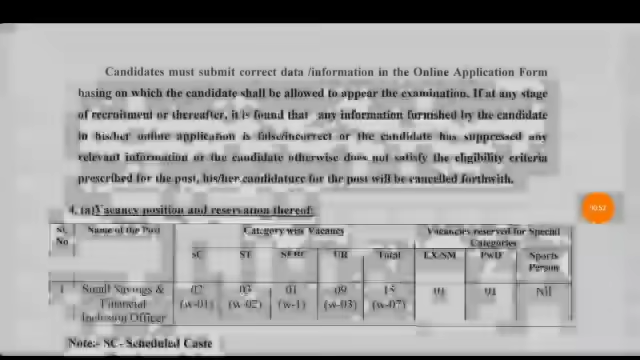 Candidates must submit correct data /information in the Online Application Form
basing on which the candidate shall be allowed to appear the examination. If at any stage
of recruitment or thereafter, it is found that any information furnished by the candidate
in his/her online application is false/incorrect or the candidate has suppressed any
relevant information or the candidate otherwise does not satisfy the eligibility criteria
prescribed for the post, his/her candidature for the post will be cancelled forthwith.
4. (a)Vacancy position and reservation thereof:
Sl. No Name of the Post Category wise Vacancy Vacancies reserved for Special Categories
SC ST SEBC UR Total EX/SM PwD Sports Person
1 Small Savings & Financial Inclusion Officer 02 (w-01) 03 (w-02) 01 (w-1) 09 (w-03) 15 (w-07) 01 01 Nil
Note:- SC- Scheduled Caste
10:57